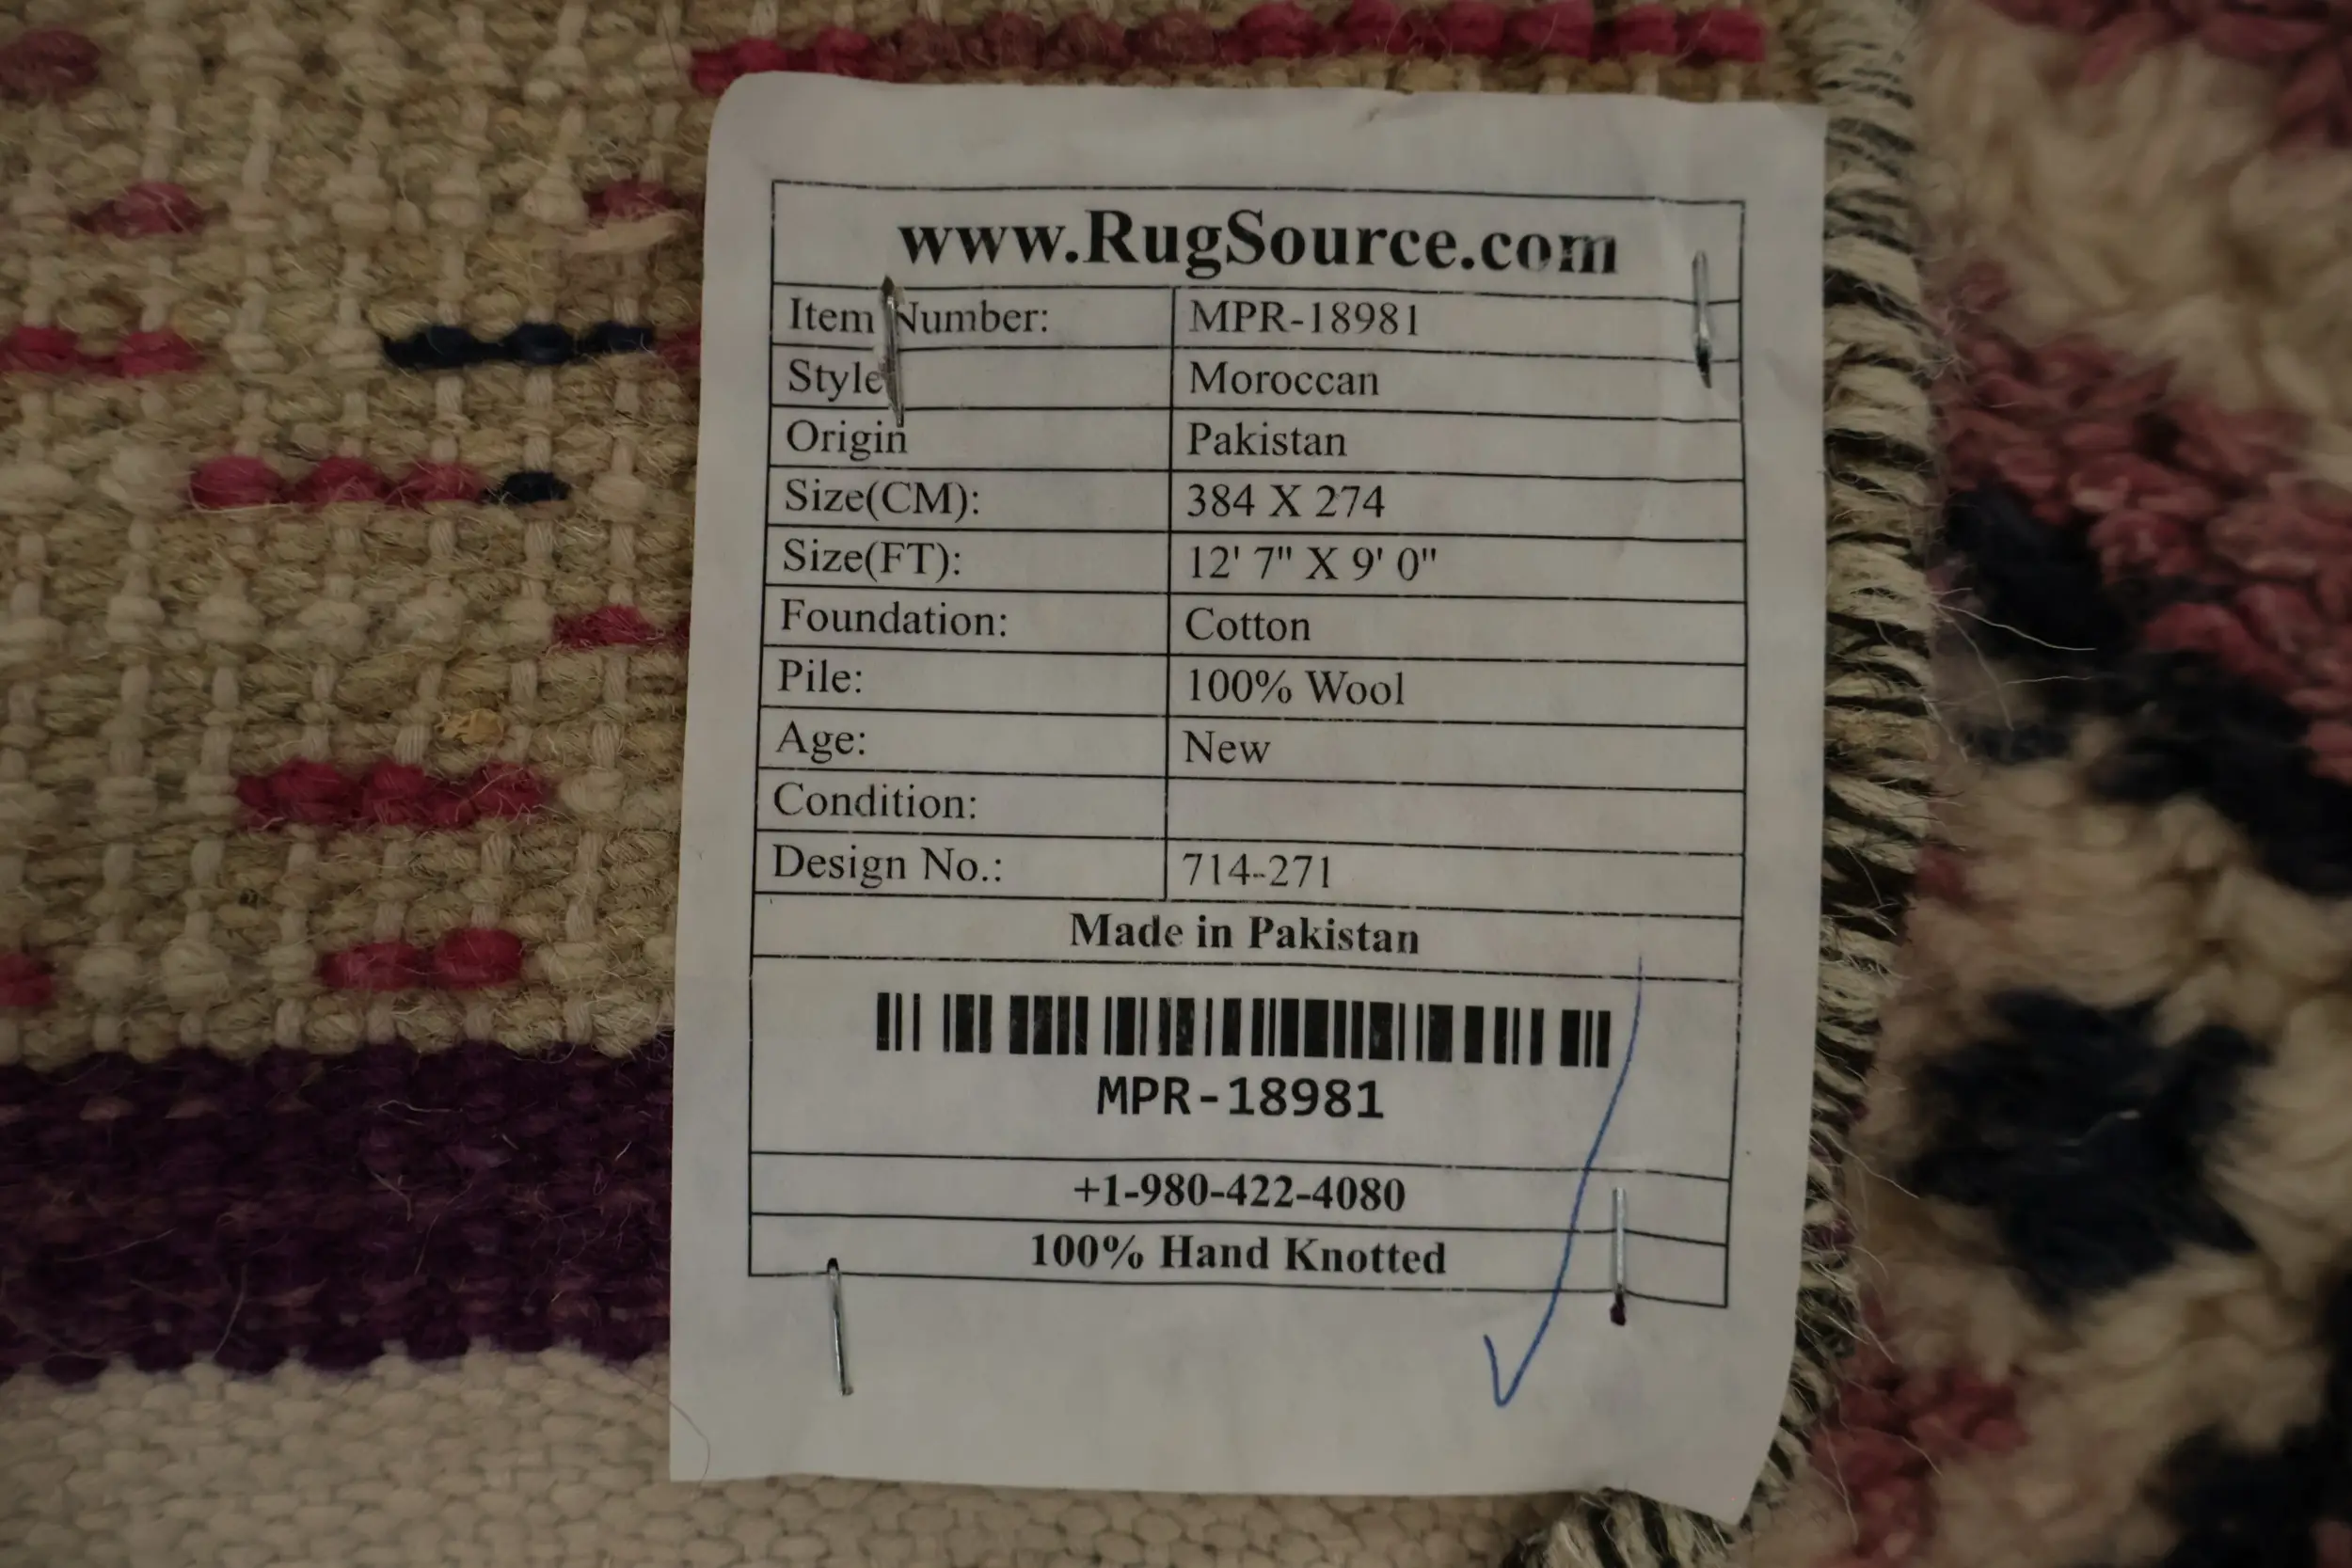 www.RugSource.com
Item Number: MPR-18981
Style Moroccan
Origin Pakistan
Size(CM): 384 X 274
Size(FT): 12' 7" X 9' 0"
Foundation: Cotton
Pile: 100% Wool
Age: New
Condition:
Design No.: 714-271
Made in Pakistan
MPR-18981
+1-980-422-4080
100% Hand Knotted